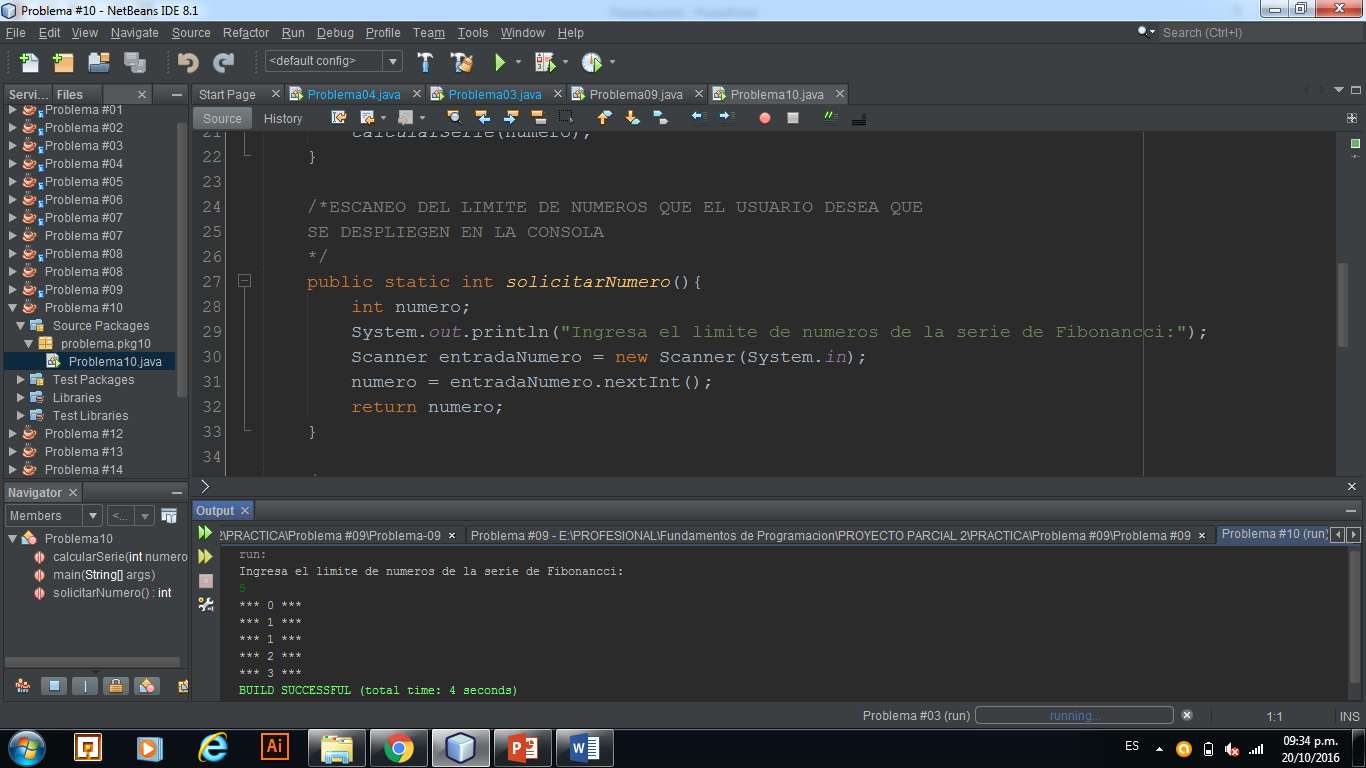 Problema #10 - NetBeans IDE 8.1
File Edit View Navigate Source Refactor Run Debug Profile Team Tools Window Help
Search (Ctrl+I)
<default config>
Servi... Files
Start Page Problema04.java Problema03.java Problema09.java Problema10.java
Source History
Problema #01
Problema #02
Problema #03
Problema #04
Problema #05
Problema #06
Problema #07
Problema #07
Problema #08
Problema #08
Problema #09
Problema #10
Source Packages
problema.pkg10
Problema10.java
Test Packages
Libraries
Test Libraries
Problema #12
Problema #13
Problema #14
21 calcularSerie(numero);
22 }
23
24 /*ESCANEO DEL LIMITE DE NUMEROS QUE EL USUARIO DESEA QUE
25 SE DESPLIEGEN EN LA CONSOLA
26 */
27 public static int solicitarNumero(){
28 int numero;
29 System.out.println("Ingresa el limite de numeros de la serie de Fibonancci:");
30 Scanner entradaNumero = new Scanner(System.in);
31 numero = entradaNumero.nextInt();
32 return numero;
33 }
34
Navigator
Members <...
Problema10
calcularSerie(int numero
main(String[] args)
solicitarNumero() : int
Output
2\PRACTICA\Problema #09\Problema-09 Problema #09 - E:\PROFESIONAL\Fundamentos de Programacion\PROYECTO PARCIAL 2\PRACTICA\Problema #09\Problema #09 Problema #10 (run)
run:
Ingresa el limite de numeros de la serie de Fibonancci:
5
*** 0 ***
*** 1 ***
*** 1 ***
*** 2 ***
*** 3 ***
BUILD SUCCESSFUL (total time: 4 seconds)
Problema #03 (run) running... 1:1 INS
Ai
ES
09:34 p.m.
20/10/2016